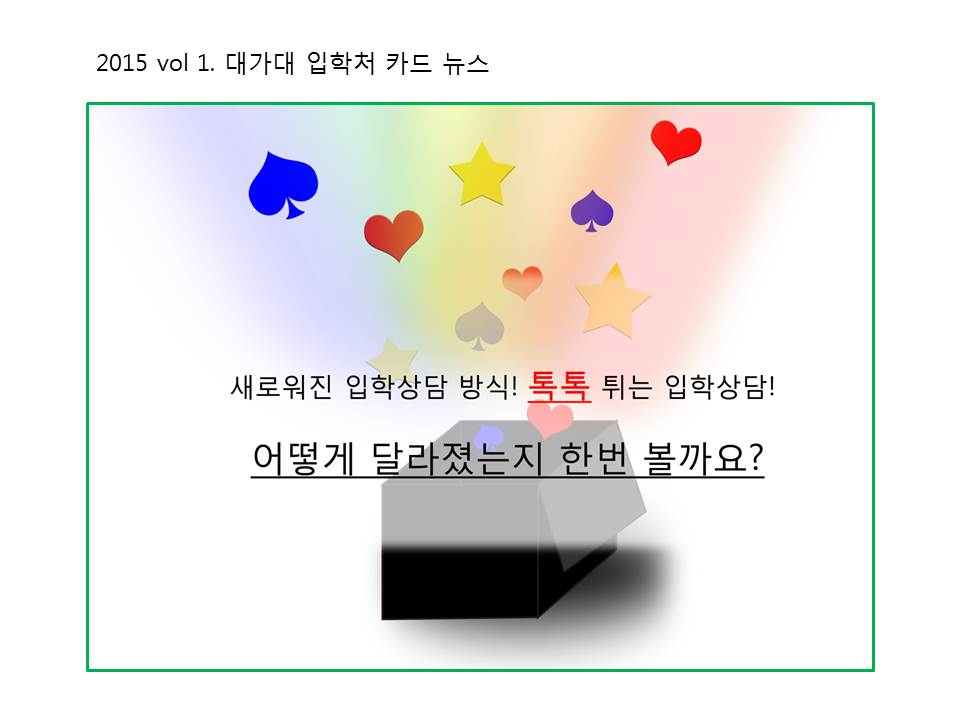 2015 vol 1. 대가대 입학처 카드 뉴스
새로워진 입학상담 방식! 톡톡 튀는 입학상담!
어떻게 달라졌는지 한번 볼까요?